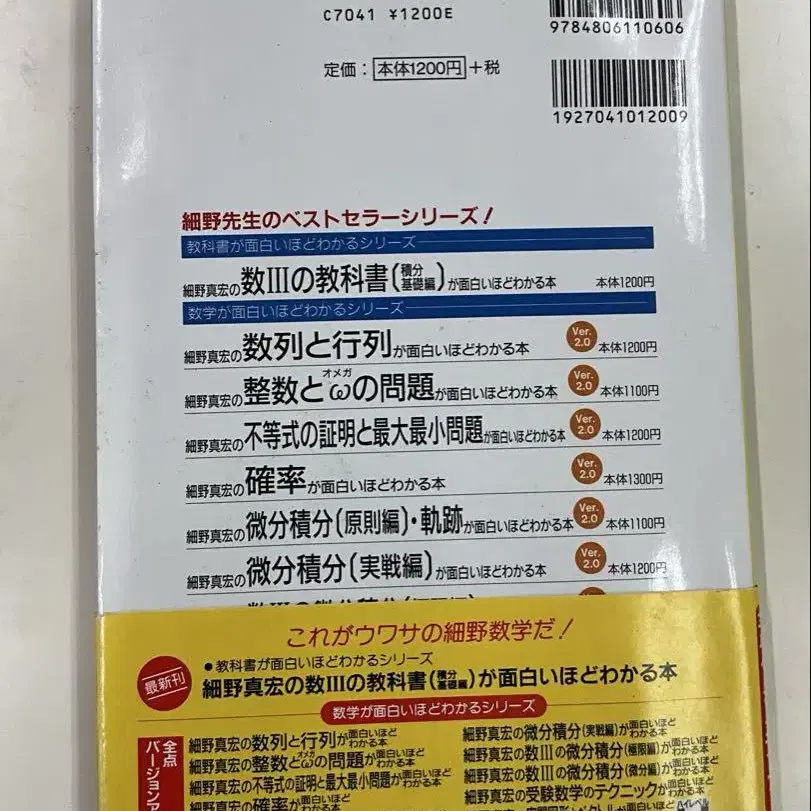 C7041 ¥1200E
9784806110606
定価：本体1200円＋税
1927041012009
細野先生のベストセラーシリーズ！
教科書が面白いほどわかるシリーズ
細野真宏の数Ⅲの教科書（積分基礎編）が面白いほどわかる本 本体1200円
数学が面白いほどわかるシリーズ
細野真宏の数列と行列が面白いほどわかる本 Ver.2.0 本体1200円
細野真宏の整数とωオメガの問題が面白いほどわかる本 Ver.2.0 本体1100円
細野真宏の不等式の証明と最大最小問題が面白いほどわかる本 Ver.2.0 本体1200円
細野真宏の確率が面白いほどわかる本 Ver.2.0 本体1300円
細野真宏の微分積分（原則編）・軌跡が面白いほどわかる本 Ver.2.0 本体1100円
細野真宏の微分積分（実戦編）が面白いほどわかる本 Ver.2.0 本体1200円
これがウワサの細野数学だ！
最新刊
●教科書が面白いほどわかるシリーズ
細野真宏の数Ⅲの教科書（積分基礎編）が面白いほどわかる本
数学が面白いほどわかるシリーズ
全点
バージョンア
細野真宏の数列と行列が面白いほどわかる本
細野真宏の整数とωオメガの問題が面白いほどわかる本
細野真宏の不等式の証明と最大最小問題が面白いほどわかる本
細野真宏の確率が面白いほど
細野真宏の微分積分（実戦編）が面白いほどわかる本
細野真宏の数Ⅲの微分積分（極限編）が面白いほどわかる本
細野真宏の数Ⅲの微分積分（微分編）が面白いほどわかる本
細野真宏の受験数学のテクニックが面白いほどわかる本